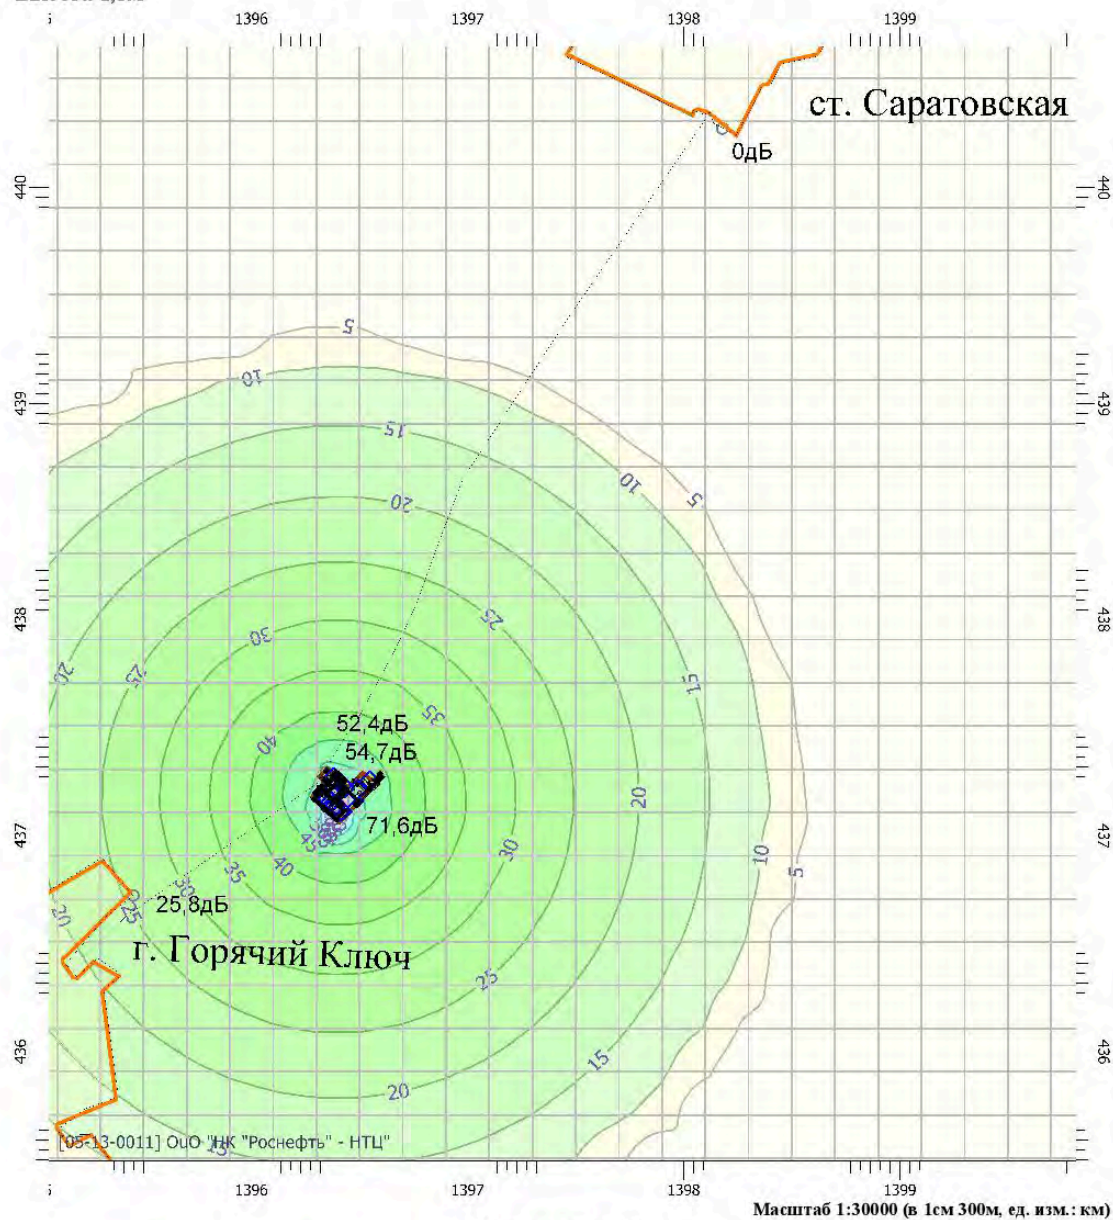 1396 1397 1398 1399
ст. Саратовская
0дБ
440 440
5
10
15
439 439
20
10
5
25
438 438
30
20
25
15
35
52,4дБ
40
54,7дБ
20
71,6дБ
437 437
45
30
10
5
40
35
30
25,8дБ
20
25
г. Горячий Ключ
25
436 436
15
20
[05-13-0011] ОиО "НК "Роснефть" - НТЦ"
15
1396 1397 1398 1399
Масштаб 1:30000 (в 1см 300м, ед. изм.: км)